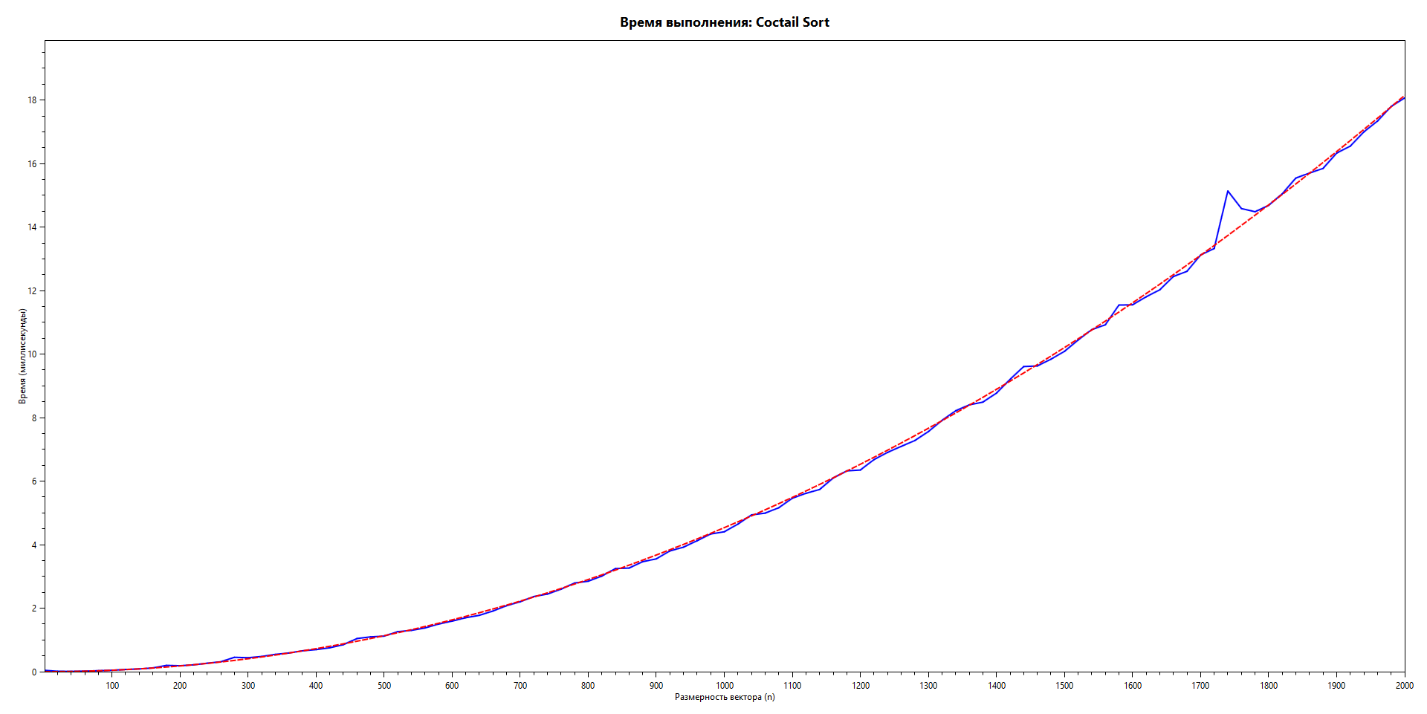 Время выполнения: Coctail Sort
18
16
14
12
10
8
6
4
2
0
Время (миллисекунды)
100 200 300 400 500 600 700 800 900 1000 1100 1200 1300 1400 1500 1600 1700 1800 1900 2000
Размерность вектора (n)